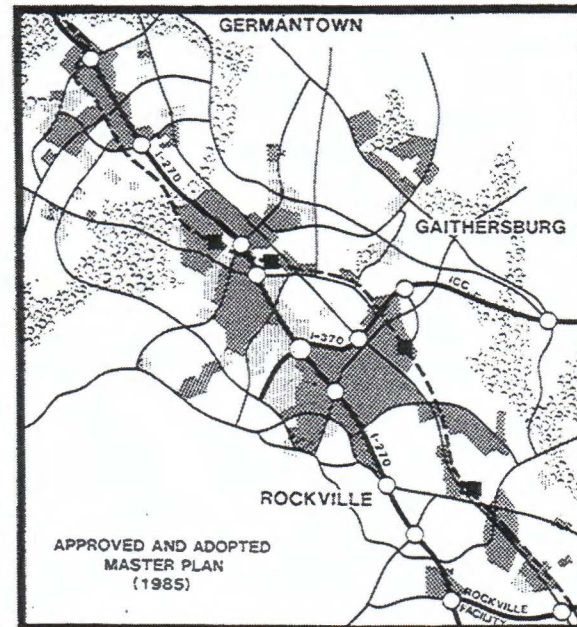 GERMANTOWN
I-270
GAITHERSBURG
ICC
I-370
I-270
ROCKVILLE
APPROVED AND ADOPTED
MASTER PLAN
(1985)
ROCKVILLE
FACILITY